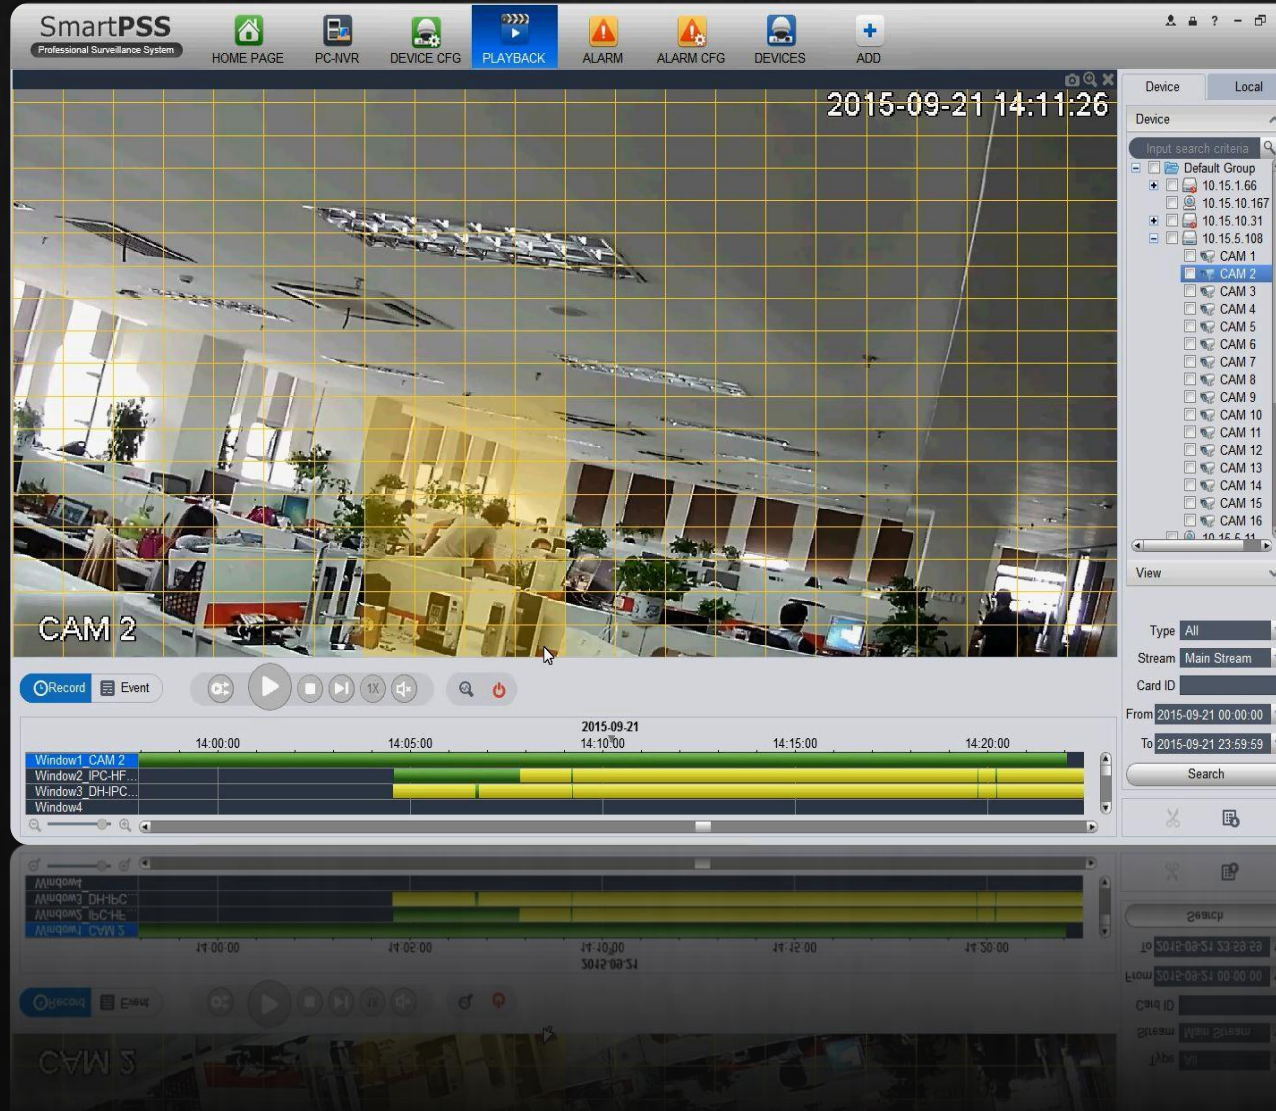 SmartPSS
Professional Surveillance System
HOME PAGE
PC-NVR
DEVICE CFG
PLAYBACK
ALARM
ALARM CFG
DEVICES
ADD
?
2015-09-21 14:11:26
CAM 2
Device
Local
Device
Input search criteria
Default Group
10.15.1.66
10.15.10.167
10.15.10.31
10.15.5.108
CAM 1
CAM 2
CAM 3
CAM 4
CAM 5
CAM 6
CAM 7
CAM 8
CAM 9
CAM 10
CAM 11
CAM 12
CAM 13
CAM 14
CAM 15
CAM 16
View
Type All
Stream Main Stream
Card ID
From 2015-09-21 00:00:00
To 2015-09-21 23:59:59
Search
Record
Event
1X
2015-09-21
14:00:00 14:05:00 14:10:00 14:15:00 14:20:00
Window1_CAM 2
Window2_IPC-HF...
Window3_DH-IPC...
Window4